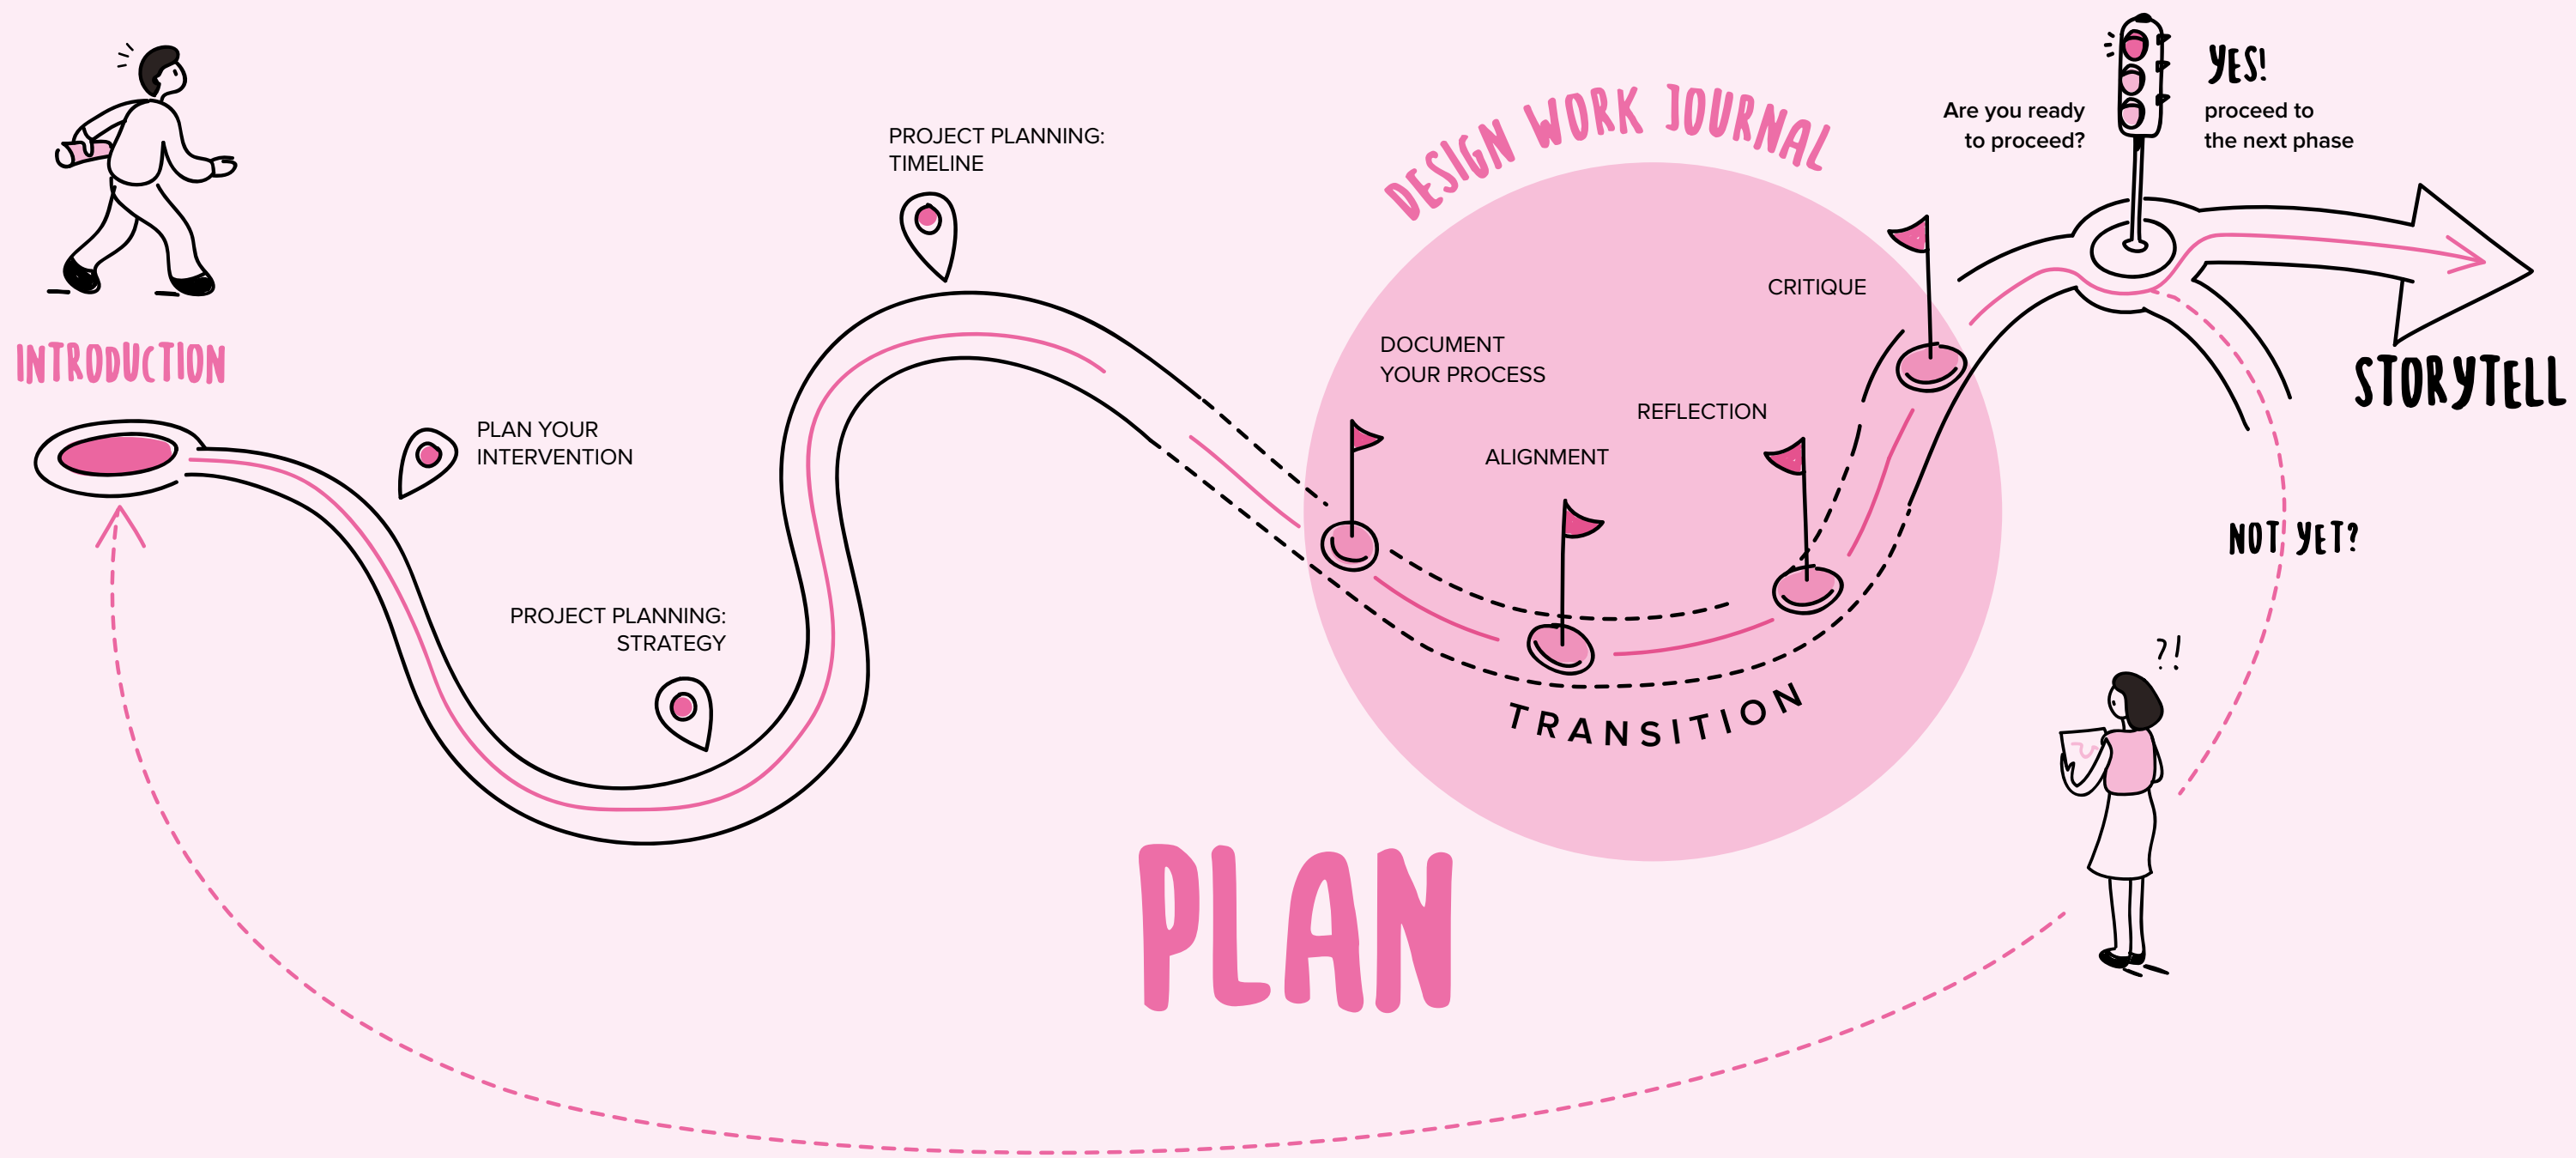 INTRODUCTION
PLAN YOUR
INTERVENTION
PROJECT PLANNING:
STRATEGY
PROJECT PLANNING:
TIMELINE
DESIGN WORK JOURNAL
DOCUMENT
YOUR PROCESS
ALIGNMENT
REFLECTION
CRITIQUE
TRANSITION
Are you ready
to proceed?
YES!
proceed to
the next phase
STORYTELL
NOT YET?
?!
PLAN